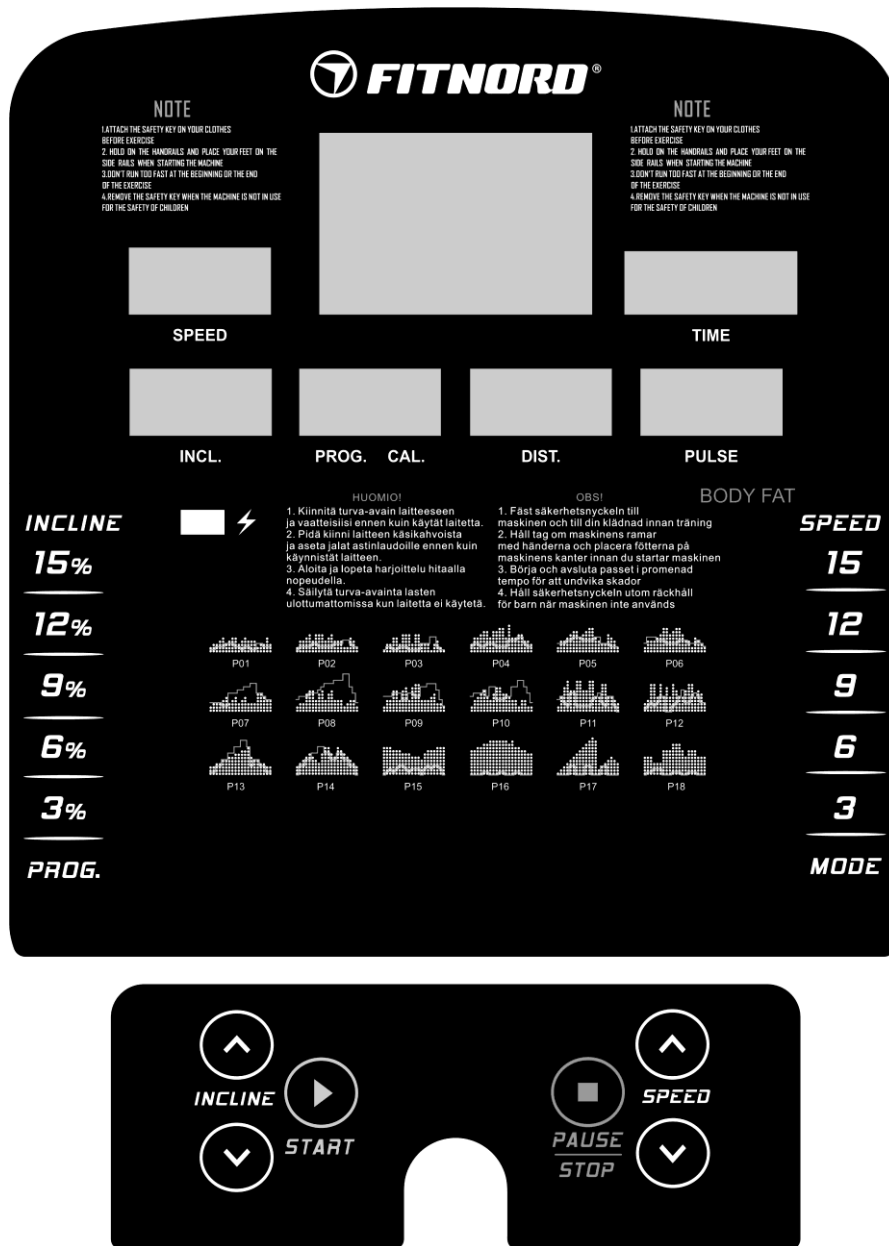 FITNORD®
NOTE
1.ATTACH THE SAFETY KEY ON YOUR CLOTHES
BEFORE EXERCISE
2. HOLD ON THE HANDRAILS AND PLACE YOUR FEET ON THE
SIDE RAILS WHEN STARTING THE MACHINE
3.DON'T RUN TOO FAST AT THE BEGINNING OR THE END
OF THE EXERCISE
4.REMOVE THE SAFETY KEY WHEN THE MACHINE IS NOT IN USE
FOR THE SAFETY OF CHILDREN
NOTE
1.ATTACH THE SAFETY KEY ON YOUR CLOTHES
BEFORE EXERCISE
2. HOLD ON THE HANDRAILS AND PLACE YOUR FEET ON THE
SIDE RAILS WHEN STARTING THE MACHINE
3.DON'T RUN TOO FAST AT THE BEGINNING OR THE END
OF THE EXERCISE
4.REMOVE THE SAFETY KEY WHEN THE MACHINE IS NOT IN USE
FOR THE SAFETY OF CHILDREN
SPEED
TIME
INCL.
PROG. CAL.
DIST.
PULSE
BODY FAT
INCLINE
15%
12%
9%
6%
3%
PROG.
HUOMIO!
1. Kiinnitä turva-avain laitteeseen
ja vaatteisiisi ennen kuin käytät laitetta.
2. Pidä kiinni laitteen käsikahvoista
ja aseta jalat astinlaudoille ennen kuin
käynnistät laitteen.
3. Aloita ja lopeta harjoittelu hitaalla
nopeudella.
4. Säilytä turva-avainta lasten
ulottumattomissa kun laitetta ei käytetä.
OBS!
1. Fäst säkerhetsnyckeln till
maskinen och till din klädnad innan träning
2. Håll tag om maskinens ramar
med händerna och placera fötterna på
maskinens kanter innan du startar maskinen
3. Börja och avsluta passet i promenad
tempo för att undvika skador
4. Håll säkerhetsnyckeln utom räckhåll
för barn när maskinen inte används
P01 P02 P03 P04 P05 P06
P07 P08 P09 P10 P11 P12
P13 P14 P15 P16 P17 P18
SPEED
15
12
9
6
3
MODE
INCLINE
START
PAUSE
STOP
SPEED